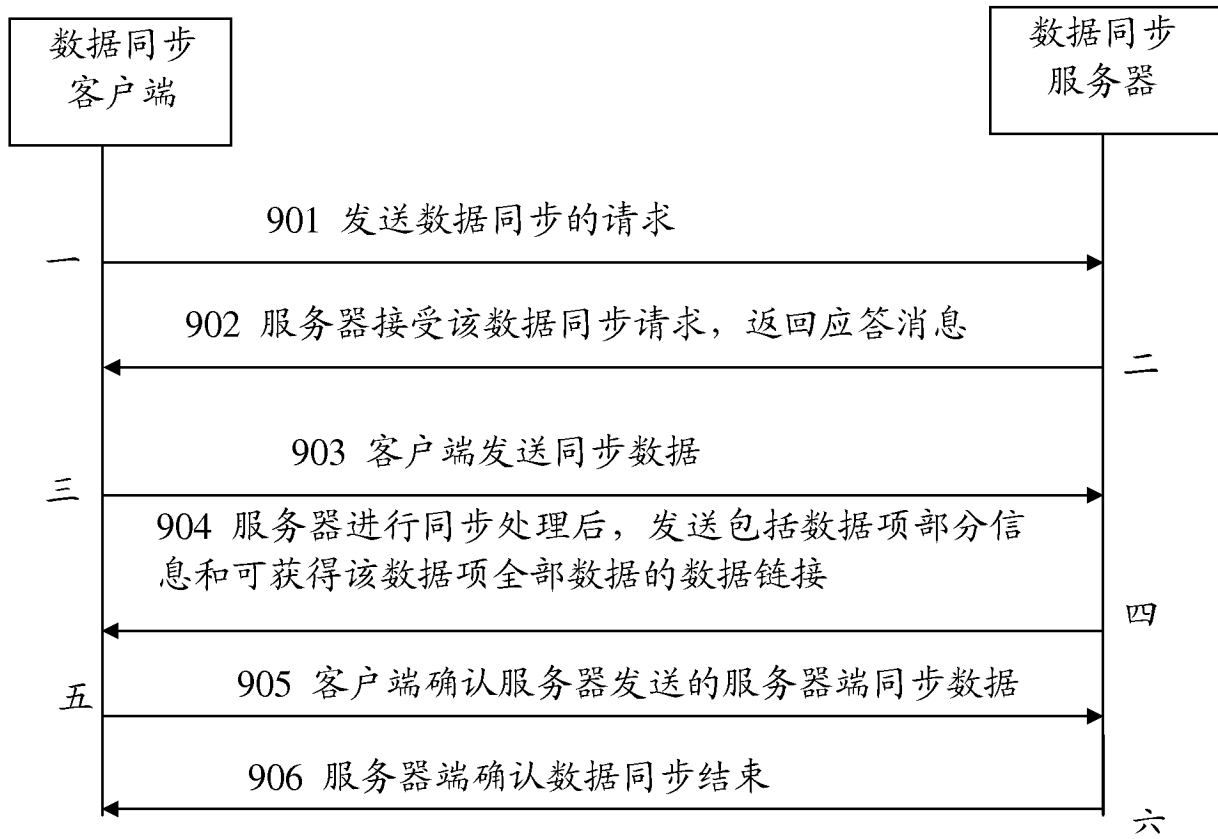 数据同步
客户端
数据同步
服务器
901 发送数据同步的请求
一
902 服务器接受该数据同步请求，返回应答消息
二
903 客户端发送同步数据
三
904 服务器进行同步处理后，发送包括数据项部分信
息和可获得该数据项全部数据的数据链接
四
905 客户端确认服务器发送的服务器端同步数据
五
906 服务器端确认数据同步结束
六